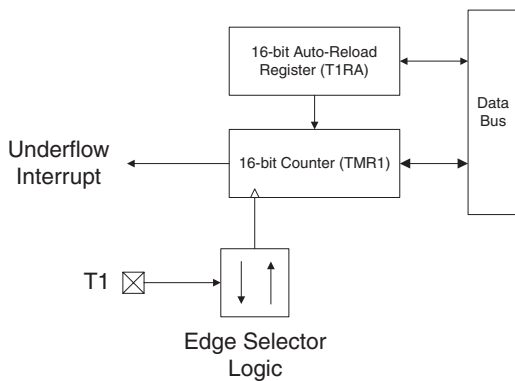 16-bit Auto-Reload
Register (T1RA)
Data
Bus
16-bit Counter (TMR1)
Underflow
Interrupt
T1
Edge Selector
Logic